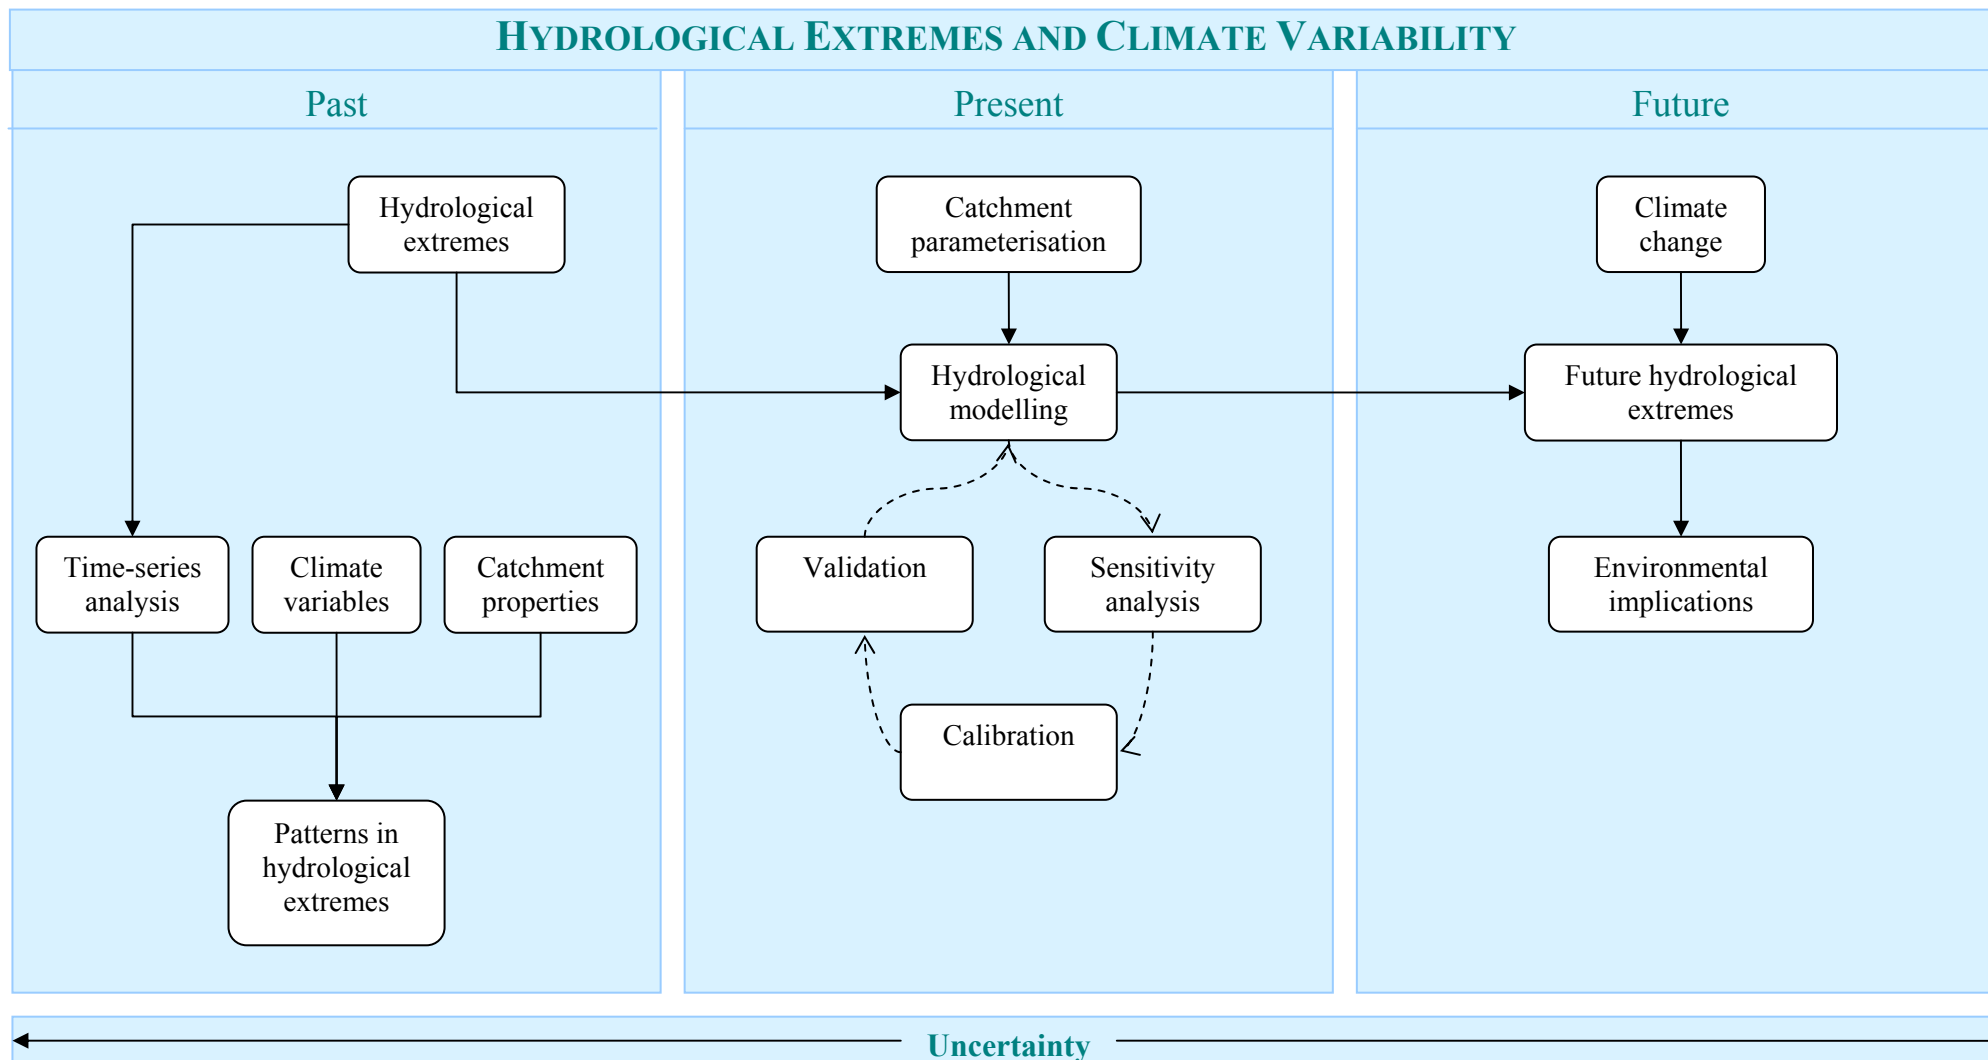 HYDROLOGICAL EXTREMES AND CLIMATE VARIABILITY
Past
Hydrological
extremes
Time-series
analysis
Climate
variables
Catchment
properties
Patterns in
hydrological
extremes
Present
Catchment
parameterisation
Hydrological
modelling
Validation
Sensitivity
analysis
Calibration
Future
Climate
change
Future hydrological
extremes
Environmental
implications
Uncertainty